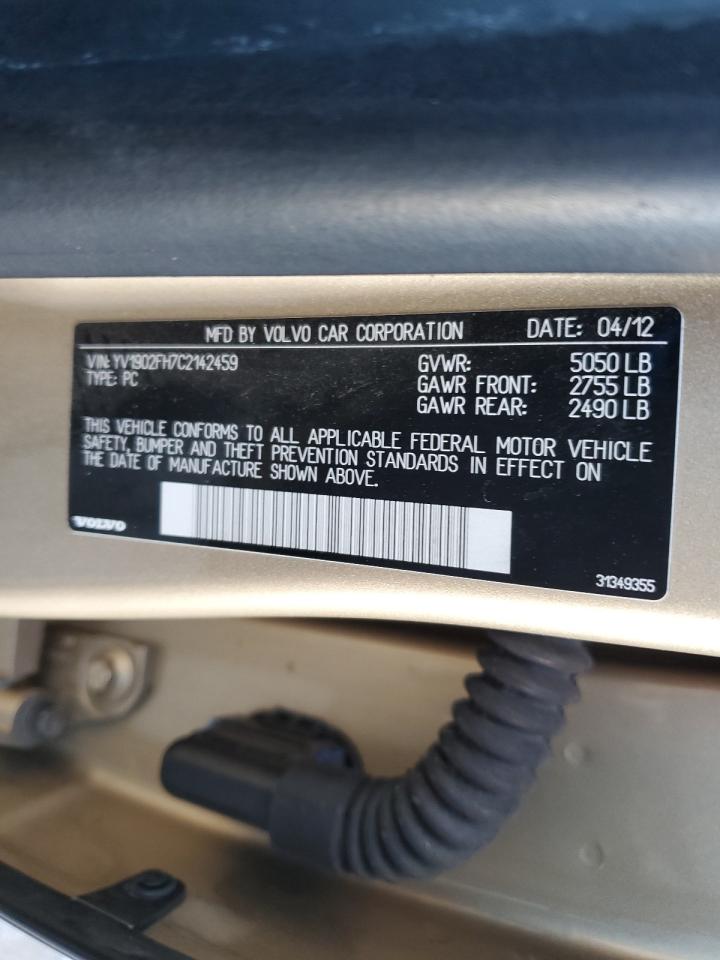 MFD BY VOLVO CAR CORPORATION DATE: 04/12
VIN: YV1902FH7C2142459 GVWR: 5050 LB
TYPE: PC GAWR FRONT: 2755 LB
GAWR REAR: 2490 LB
THIS VEHICLE CONFORMS TO ALL APPLICABLE FEDERAL MOTOR VEHICLE
SAFETY, BUMPER AND THEFT PREVENTION STANDARDS IN EFFECT ON
THE DATE OF MANUFACTURE SHOWN ABOVE.
VOLVO
31349355